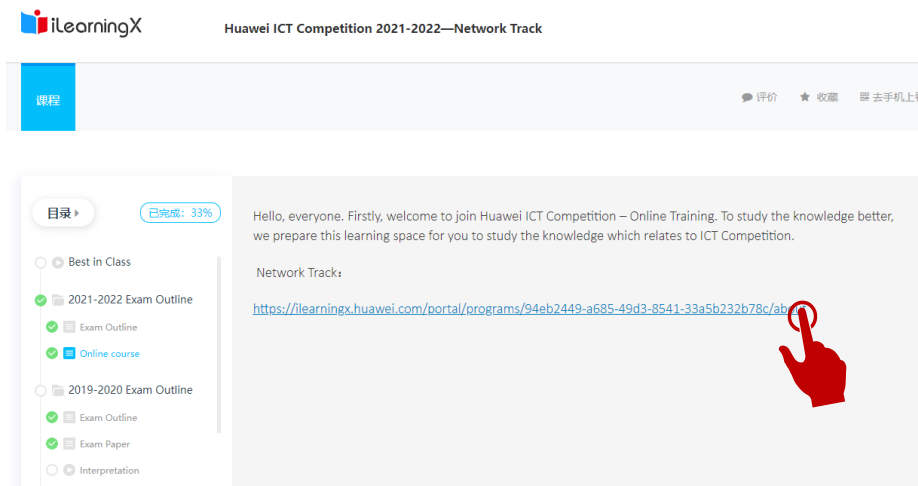 iLearningX
Huawei ICT Competition 2021-2022—Network Track
课程
评价 收藏 去手机上
目录
已完成：33%
Hello, everyone. Firstly, welcome to join Huawei ICT Competition – Online Training. To study the knowledge better,
we prepare this learning space for you to study the knowledge which relates to ICT Competition.
Network Track：
https://ilearningx.huawei.com/portal/programs/94eb2449-a685-49d3-8541-33a5b232b78c/about
Best in Class
2021-2022 Exam Outline
Exam Outline
Online course
2019-2020 Exam Outline
Exam Outline
Exam Paper
Interpretation